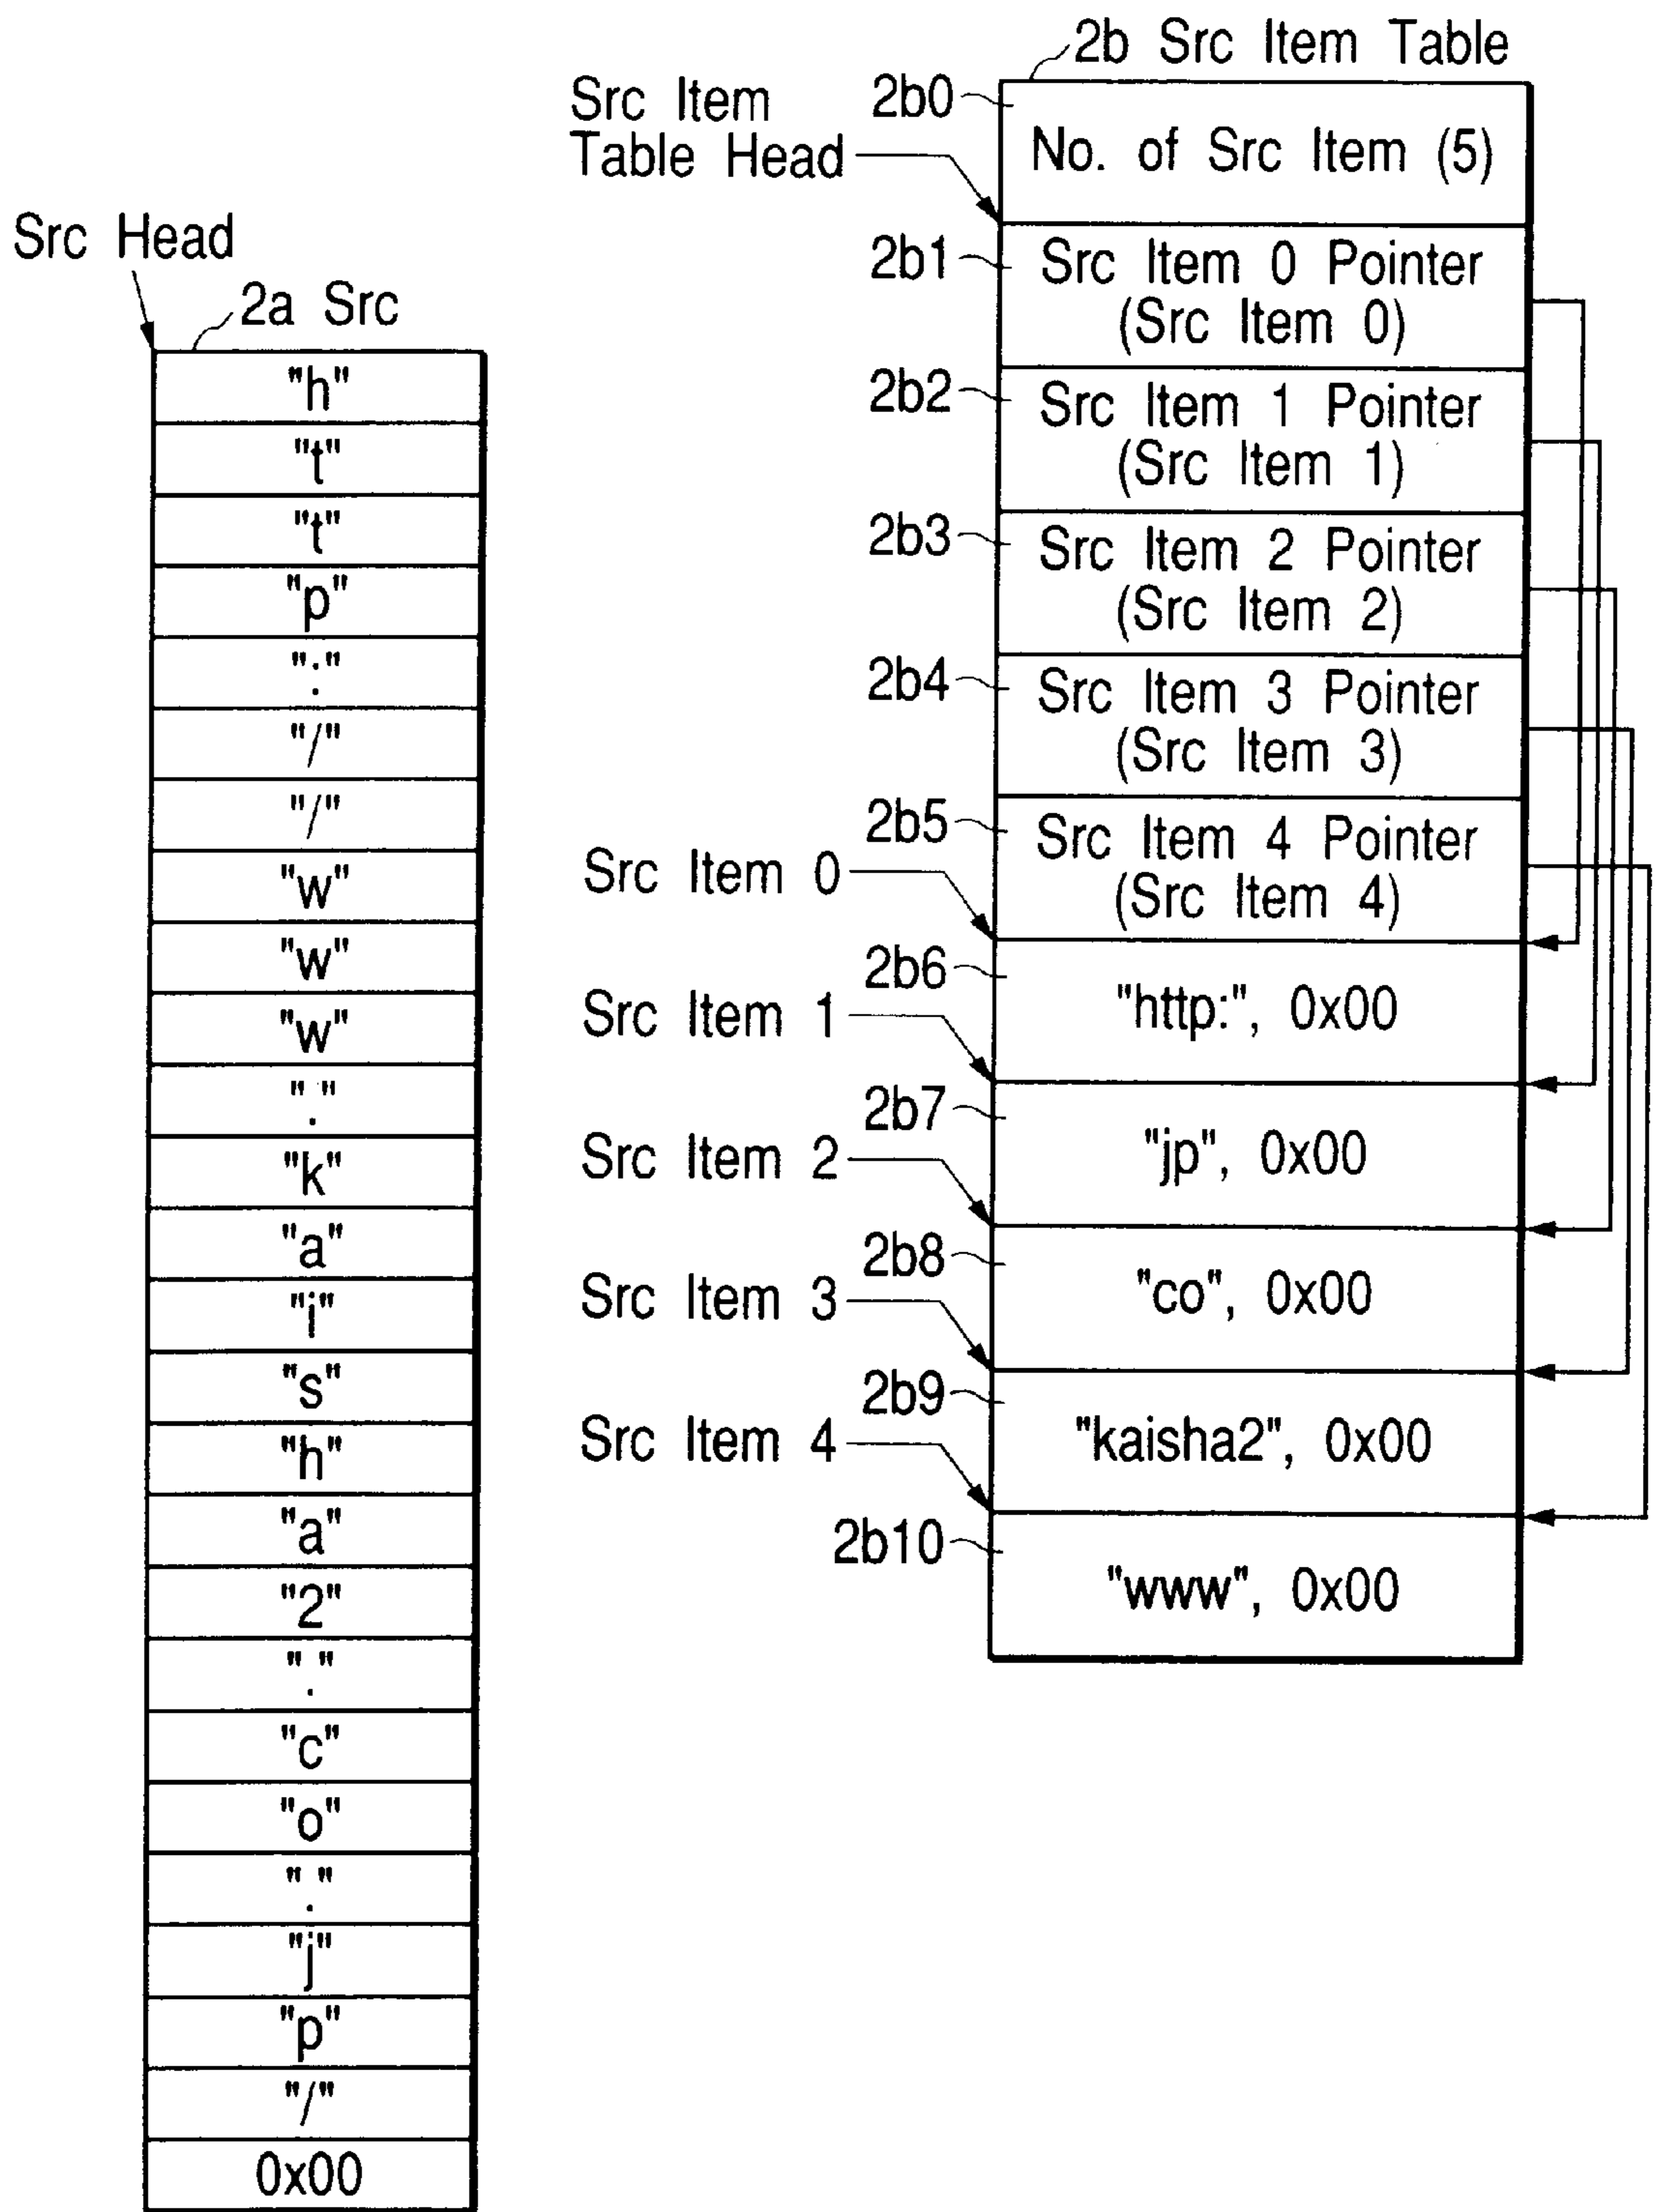 Src Head
2a Src
"h"
"t"
"t"
"p"
":"
"/"
"/"
"w"
"w"
"w"
"."
"k"
"a"
"i"
"s"
"h"
"a"
"2"
"."
"c"
"o"
"."
"j"
"p"
"/"
0x00
2b Src Item Table
Src Item
Table Head
2b0
No. of Src Item (5)
2b1
Src Item 0 Pointer
(Src Item 0)
2b2
Src Item 1 Pointer
(Src Item 1)
2b3
Src Item 2 Pointer
(Src Item 2)
2b4
Src Item 3 Pointer
(Src Item 3)
2b5
Src Item 4 Pointer
(Src Item 4)
Src Item 0
2b6
"http:", 0x00
Src Item 1
2b7
"jp", 0x00
Src Item 2
2b8
"co", 0x00
Src Item 3
2b9
"kaisha2", 0x00
Src Item 4
2b10
"www", 0x00